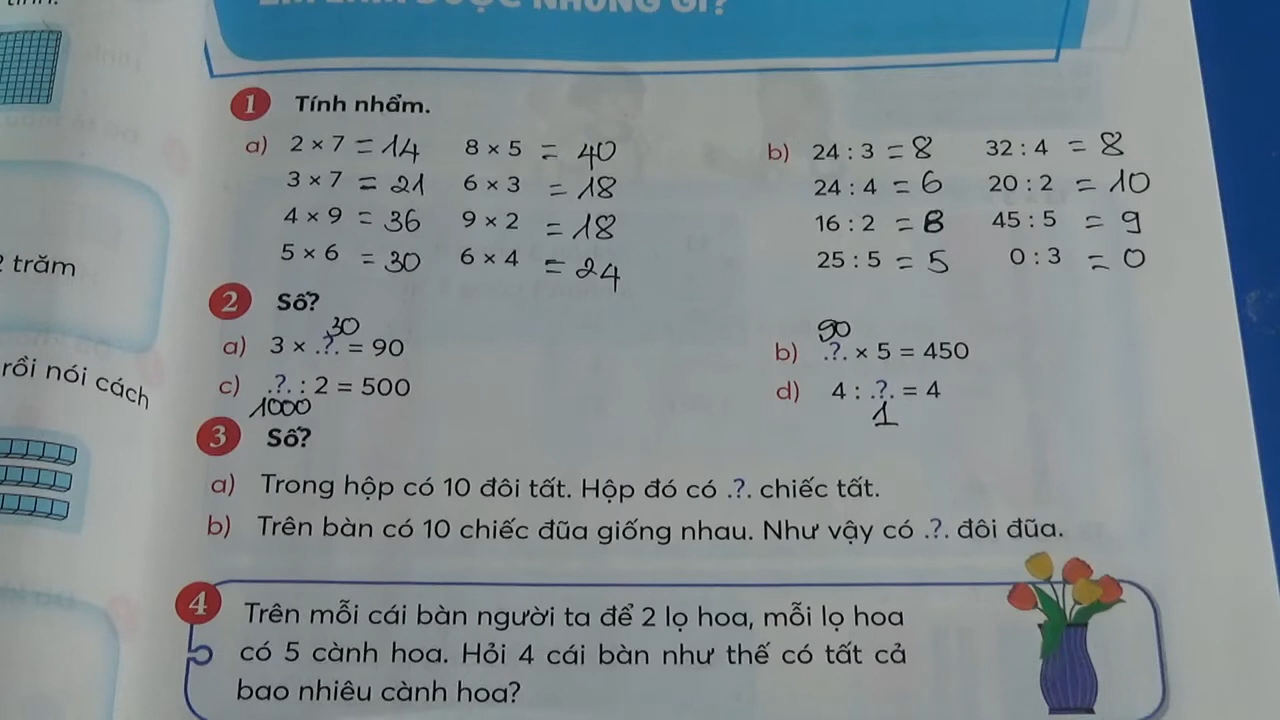 EM LÀM ĐƯỢC NHỮNG GÌ?
1 Tính nhẩm.
a) 2 × 7 = 14 8 × 5 = 40 b) 24 : 3 = 8 32 : 4 = 8
3 × 7 = 21 6 × 3 = 18 24 : 4 = 6 20 : 2 = 10
4 × 9 = 36 9 × 2 = 18 16 : 2 = 8 45 : 5 = 9
5 × 6 = 30 6 × 4 = 24 25 : 5 = 5 0 : 3 = 0
2 Số?
30 90
a) 3 × .?. = 90 b) .?. × 5 = 450
c) .?. : 2 = 500 d) 4 : .?. = 4
1000 1
3 Số?
a) Trong hộp có 10 đôi tất. Hộp đó có .?. chiếc tất.
b) Trên bàn có 10 chiếc đũa giống nhau. Như vậy có .?. đôi đũa.
4 Trên mỗi cái bàn người ta để 2 lọ hoa, mỗi lọ hoa
có 5 cành hoa. Hỏi 4 cái bàn như thế có tất cả
bao nhiêu cành hoa?
trăm
rồi nói cách